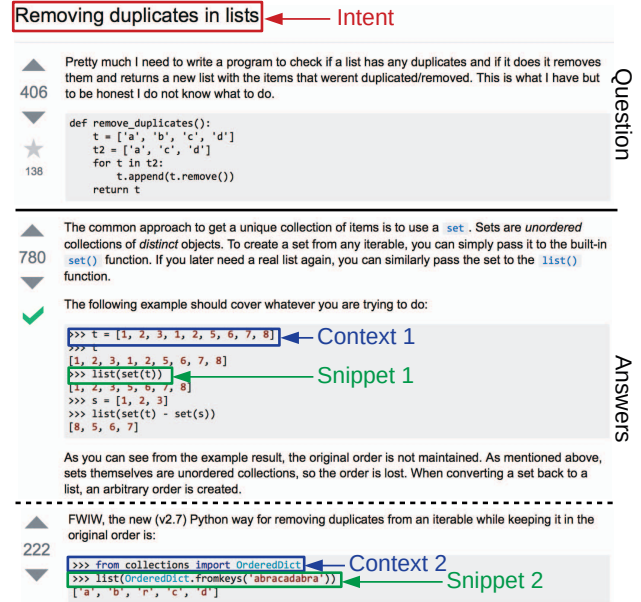 Removing duplicates in lists
Intent
Pretty much I need to write a program to check if a list has any duplicates and if it does it removes
them and returns a new list with the items that werent duplicated/removed. This is what I have but
to be honest I do not know what to do.
406
138
def remove_duplicates():
    t = ['a', 'b', 'c', 'd']
    t2 = ['a', 'c', 'd']
    for t in t2:
        t.append(t.remove())
    return t
Question
The common approach to get a unique collection of items is to use a set . Sets are unordered
collections of distinct objects. To create a set from any iterable, you can simply pass it to the built-in
set() function. If you later need a real list again, you can similarly pass the set to the list()
function.
780
The following example should cover whatever you are trying to do:
>>> t = [1, 2, 3, 1, 2, 5, 6, 7, 8]
Context 1
>>> t
[1, 2, 3, 1, 2, 5, 6, 7, 8]
>>> list(set(t))
Snippet 1
[1, 2, 3, 5, 6, 7, 8]
>>> s = [1, 2, 3]
>>> list(set(t) - set(s))
[8, 5, 6, 7]
Answers
As you can see from the example result, the original order is not maintained. As mentioned above,
sets themselves are unordered collections, so the order is lost. When converting a set back to a
list, an arbitrary order is created.
FWIW, the new (v2.7) Python way for removing duplicates from an iterable while keeping it in the
original order is:
222
>>> from collections import OrderedDict
Context 2
>>> list(OrderedDict.fromkeys('abracadabra'))
Snippet 2
['a', 'b', 'r', 'c', 'd']